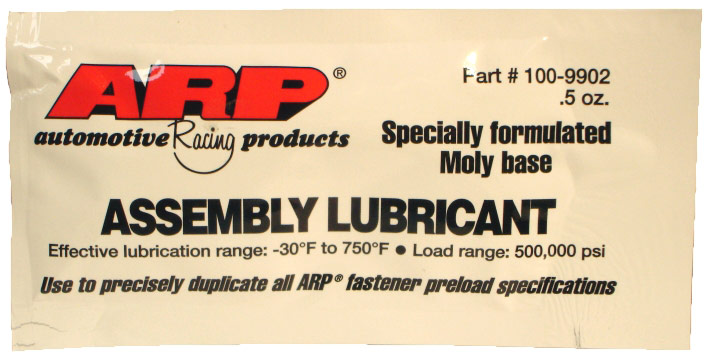 ARP®
automotive Racing products
Part # 100-9902
.5 oz.
Specially formulated
Moly base
ASSEMBLY LUBRICANT
Effective lubrication range: -30°F to 750°F ● Load range: 500,000 psi
Use to precisely duplicate all ARP® fastener preload specifications